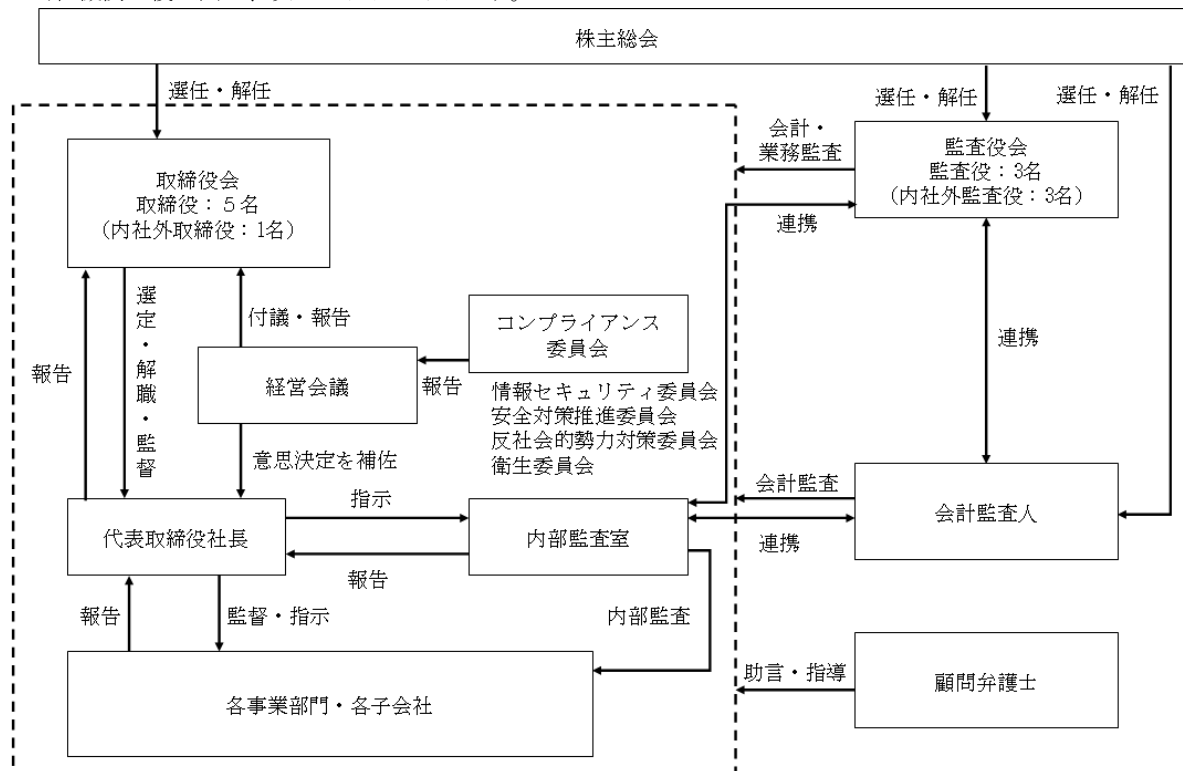 株主総会
選任・解任
選任・解任
選任・解任
取締役会
取締役：５名
（内社外取締役：1名）
会計・
業務監査
監査役会
監査役：3名
(内社外監査役：3名)
連携
選定・解職・監督
付議・報告
コンプライアンス
委員会
報告
経営会議
報告
連携
情報セキュリティ委員会
安全対策推進委員会
反社会的勢力対策委員会
衛生委員会
意思決定を補佐
指示
会計監査
代表取締役社長
内部監査室
会計監査人
連携
報告
報告
監督・指示
内部監査
各事業部門・各子会社
助言・指導
顧問弁護士